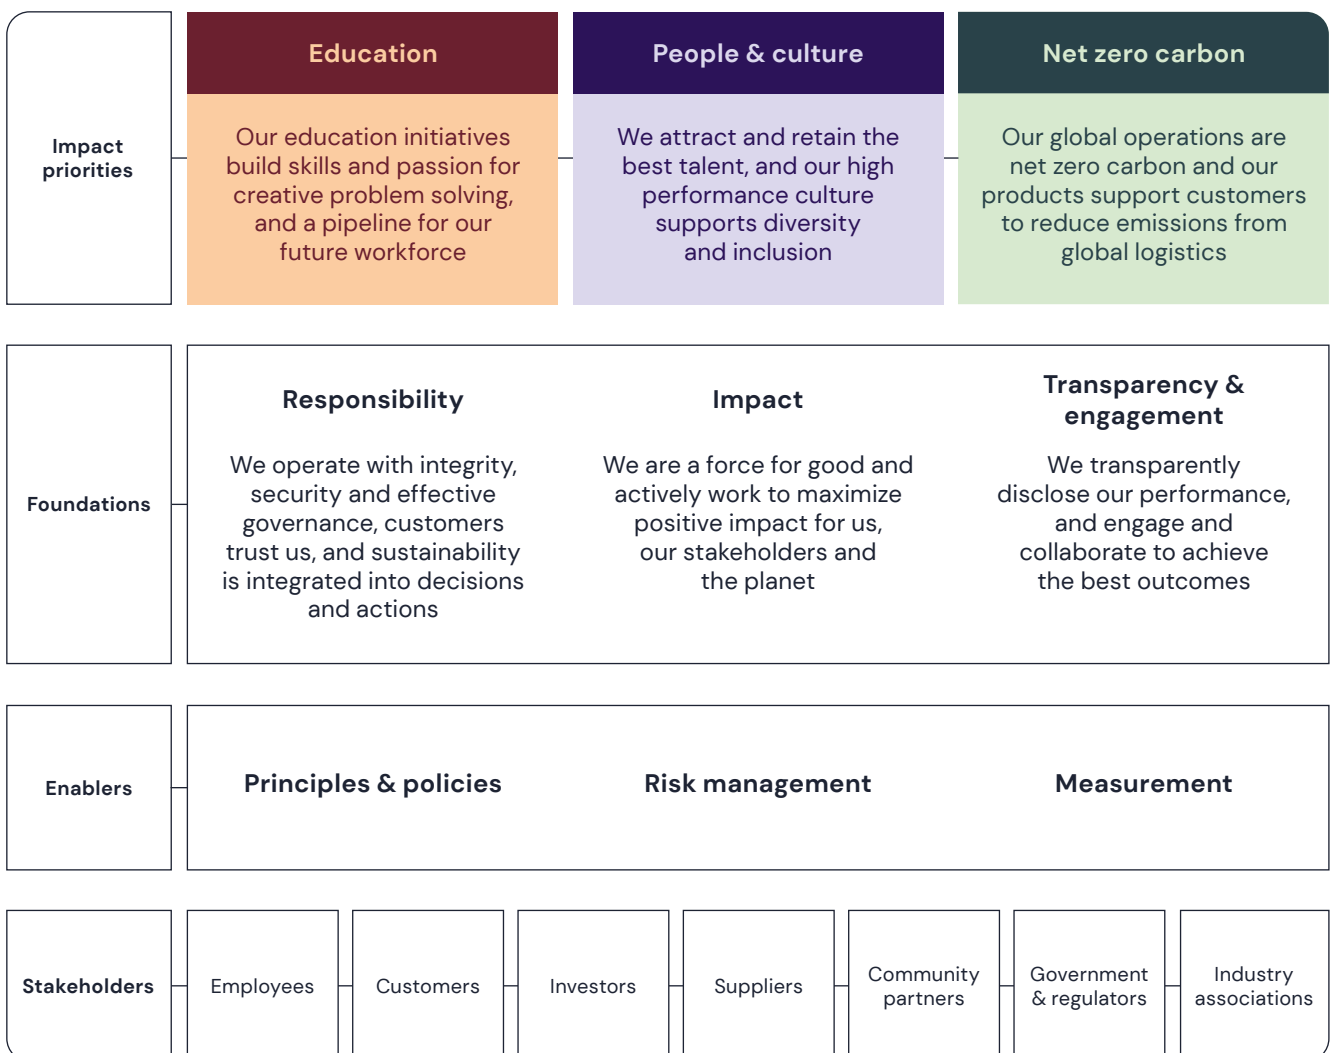 Impact
priorities
Education
Our education initiatives
build skills and passion for
creative problem solving,
and a pipeline for our
future workforce
People & culture
We attract and retain the
best talent, and our high
performance culture
supports diversity
and inclusion
Net zero carbon
Our global operations are
net zero carbon and our
products support customers
to reduce emissions from
global logistics
Foundations
Responsibility
We operate with integrity,
security and effective
governance, customers
trust us, and sustainability
is integrated into decisions
and actions
Impact
We are a force for good and
actively work to maximize
positive impact for us,
our stakeholders and
the planet
Transparency &
engagement
We transparently
disclose our performance,
and engage and
collaborate to achieve
the best outcomes
Enablers
Principles & policies
Risk management
Measurement
Stakeholders
Employees
Customers
Investors
Suppliers
Community
partners
Government
& regulators
Industry
associations